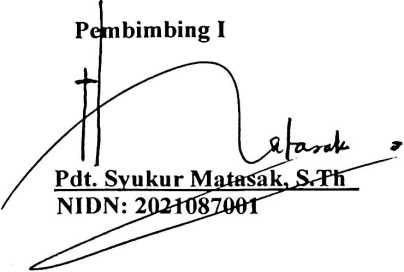 Pembimbing I
Pdt. Syukur Matasak, S.Th
NIDN: 2021087001